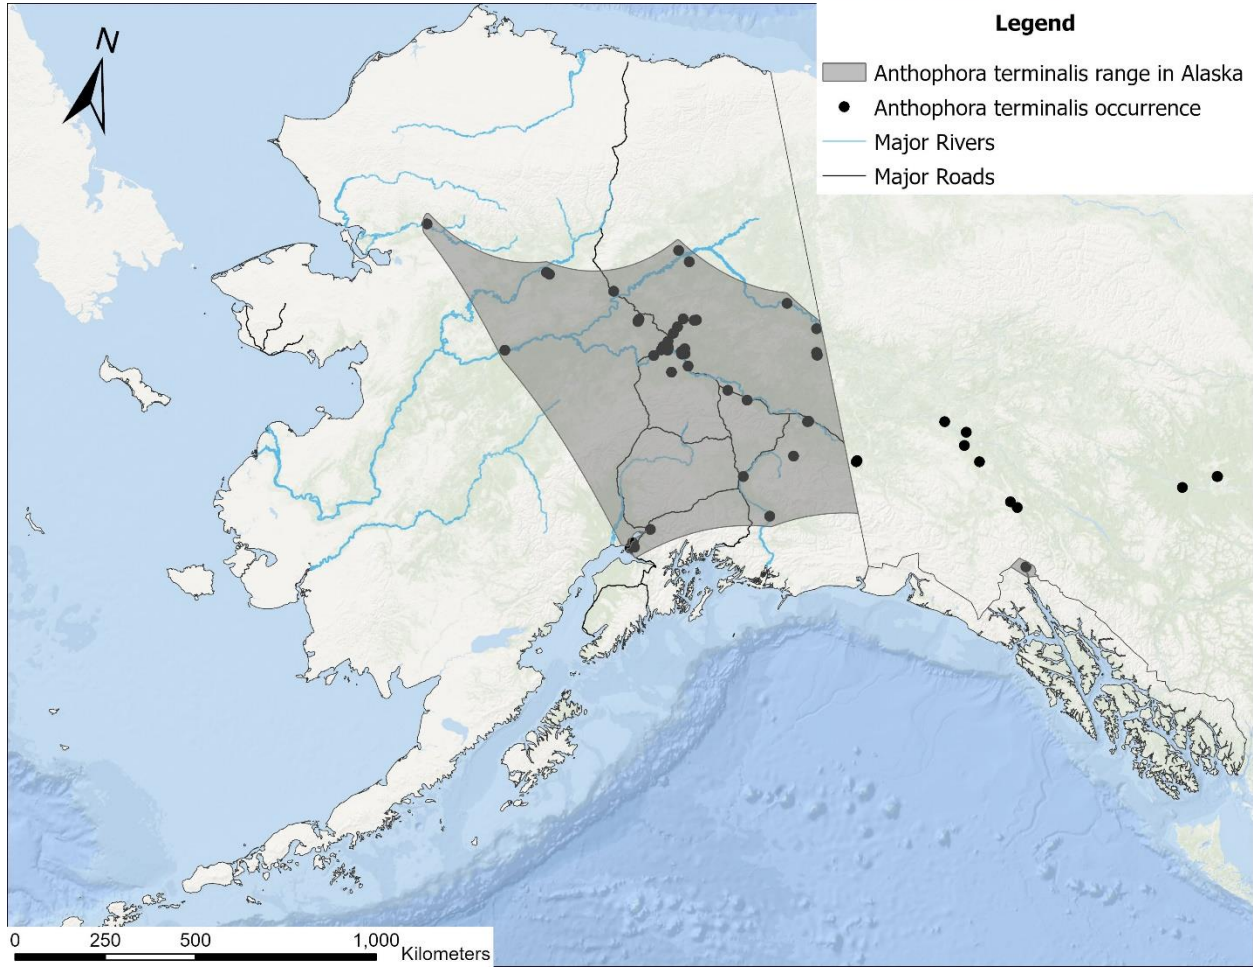 N
Legend
Anthophora terminalis range in Alaska
Anthophora terminalis occurrence
Major Rivers
Major Roads
0 250 500 1,000
Kilometers